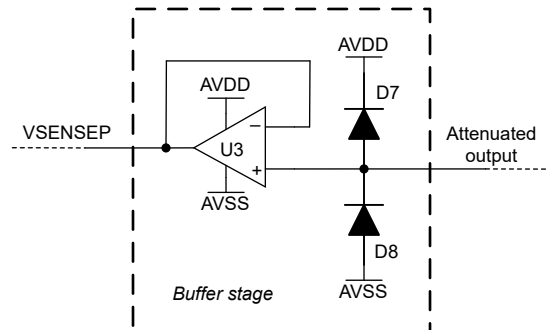 AVDD
D7
AVDD
VSENSEP
−
U3
Attenuated
output
+
AVSS
D8
Buffer stage
AVSS